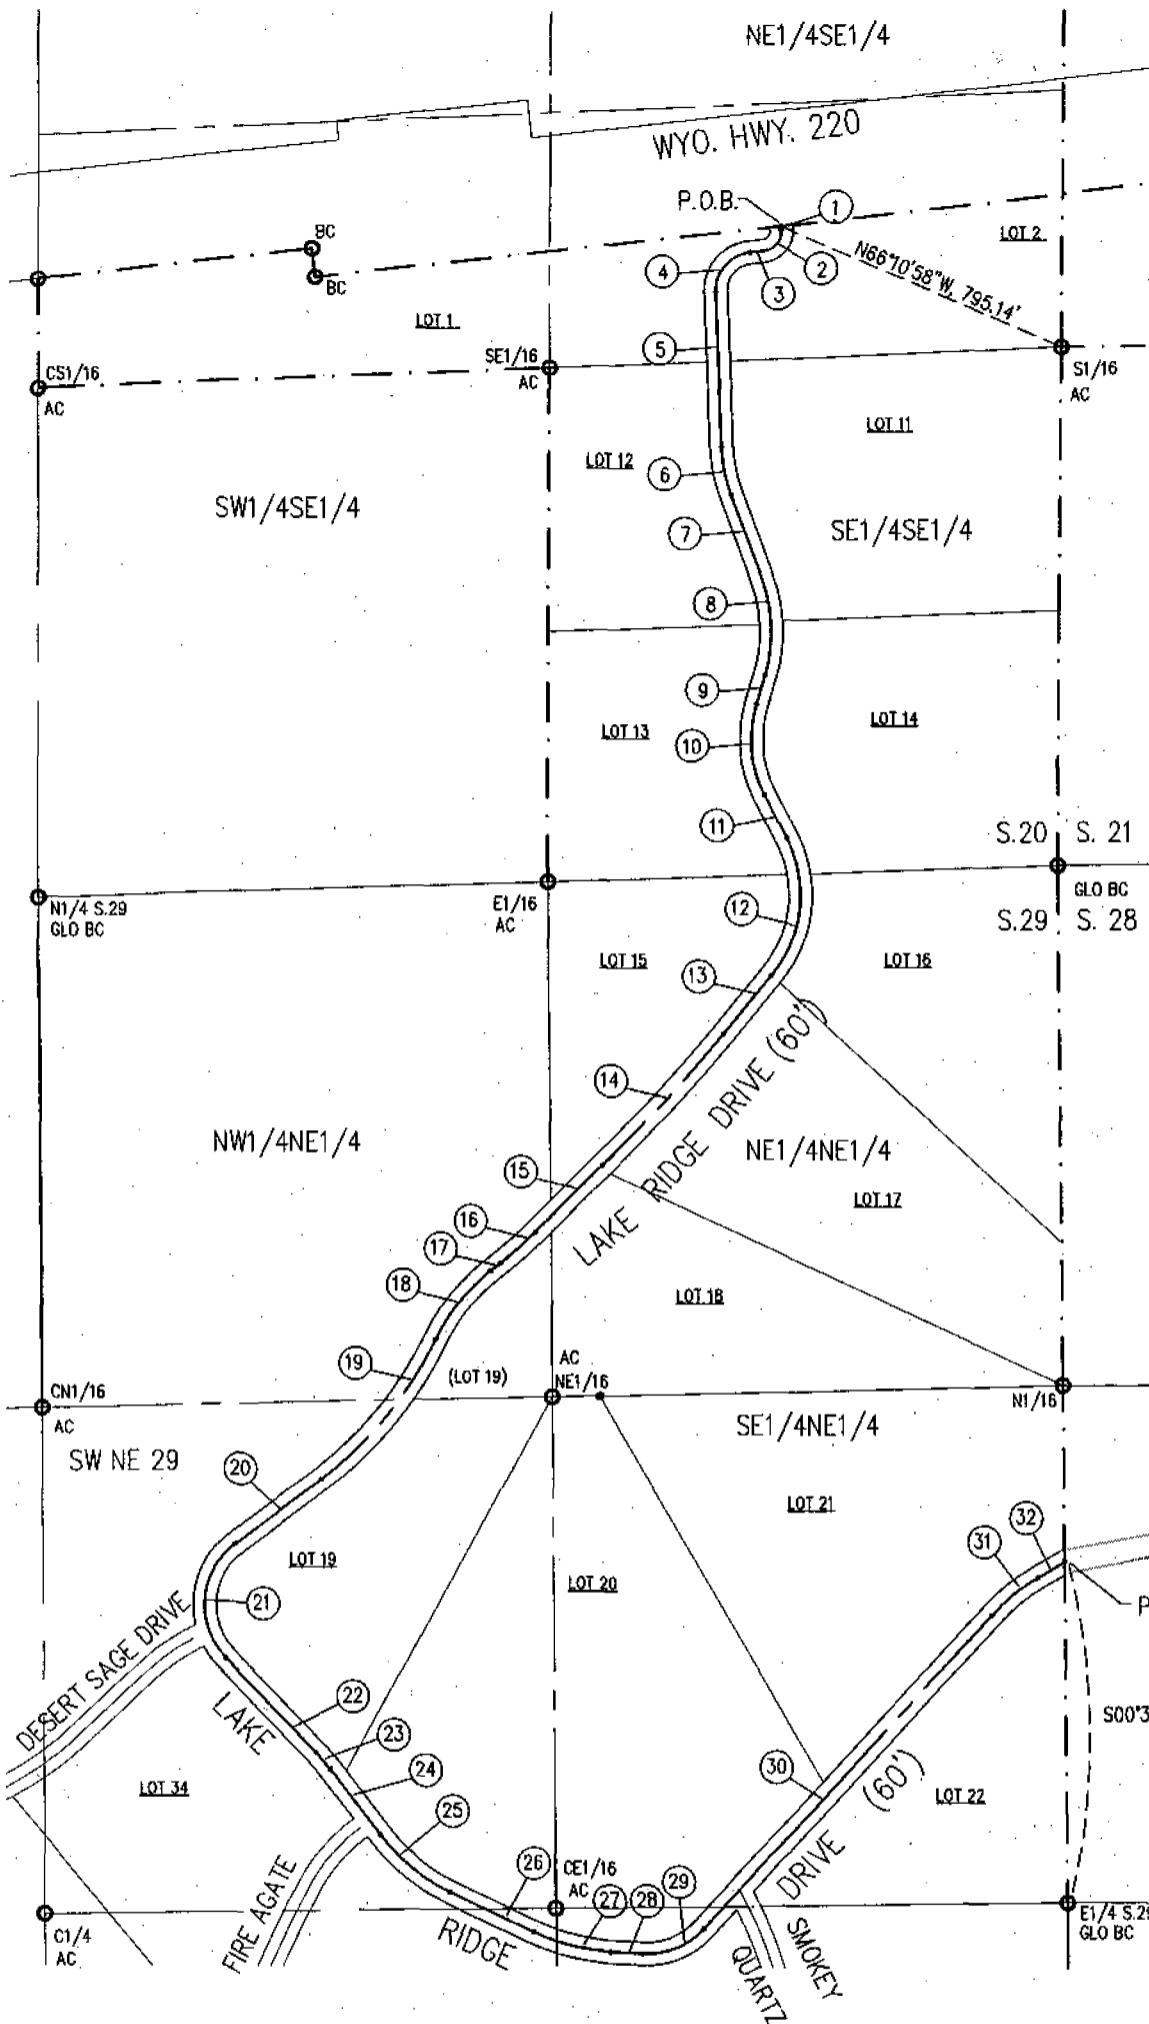 NE1/4SE1/4
WYO. HWY. 220
P.O.B.
1
LOT 2
BC
2
N66°10'58"W, 795.14'
4
3
BC
LOT 1
5
SE1/16
AC
CS1/16
AC
S1/16
AC
LOT 11
LOT 12
6
SW1/4SE1/4
7
SE1/4SE1/4
8
9
LOT 13
10
LOT 14
11
S.20
S. 21
N1/4 S.29
GLO BC
E1/16
AC
GLO BC
12
S.29
S. 28
LOT 15
LOT 16
13
14
LAKE RIDGE DRIVE (60')
NW1/4NE1/4
NE1/4NE1/4
15
LOT 17
16
17
18
LOT 18
19
AC
(LOT 19)
NE1/16
CN1/16
AC
N1/16
SW NE 29
SE1/4NE1/4
20
LOT 21
32
31
LOT 19
LOT 20
21
P
DESERT SAGE DRIVE
LAKE
22
S00°3
23
LOT 34
24
30
(60')
LOT 22
25
DRIVE
26
CE1/16
AC
27
28
29
C1/4
AC
FIRE AGATE
RIDGE
SMOKEY
QUARTZ
E1/4 S.29
GLO BC